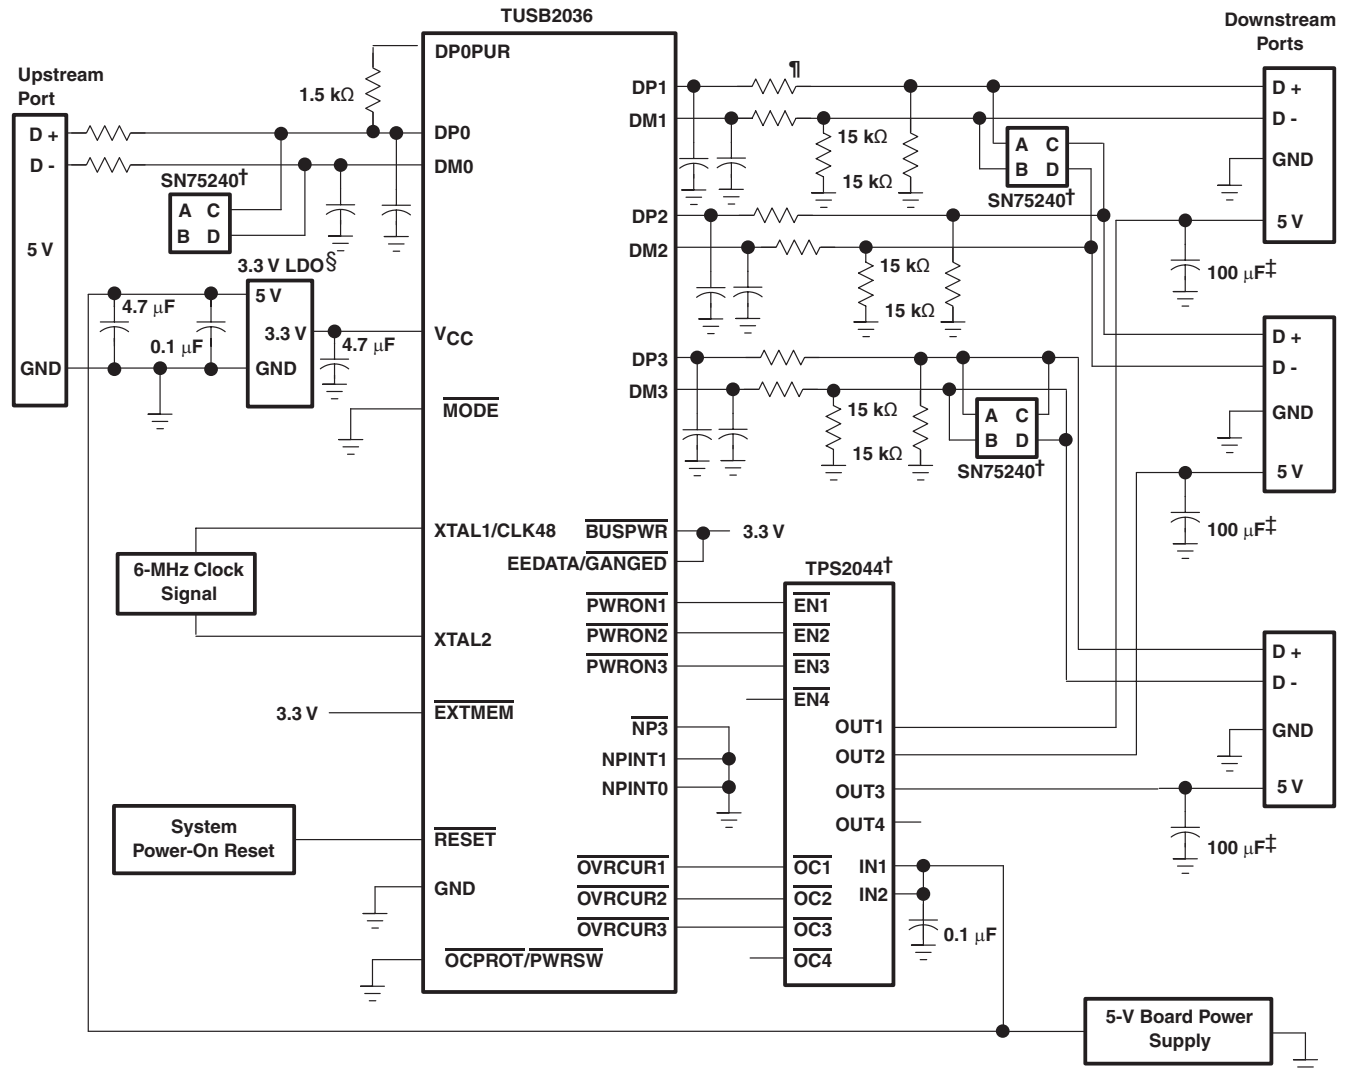 TUSB2036
Downstream
Ports
Upstream
Port
D +
D -
5 V
GND
1.5 kΩ
SN75240†
A C
B D
3.3 V LDO§
5 V
3.3 V
GND
4.7 μF
0.1 μF
4.7 μF
DP0PUR
DP0
DM0
VCC
MODE
XTAL1/CLK48
XTAL2
EXTMEM
RESET
GND
OCPROT/PWRSW
6-MHz Clock
Signal
3.3 V
System
Power-On Reset
DP1
DM1
DP2
DM2
DP3
DM3
BUSPWR
EEDATA/GANGED
PWRON1
PWRON2
PWRON3
NP3
NPINT1
NPINT0
OVRCUR1
OVRCUR2
OVRCUR3
¶
15 kΩ
15 kΩ
A C
B D
SN75240†
15 kΩ
15 kΩ
15 kΩ
15 kΩ
A C
B D
SN75240†
3.3 V
TPS2044†
EN1
EN2
EN3
EN4
OUT1
OUT2
OUT3
OUT4
OC1
OC2
OC3
OC4
IN1
IN2
0.1 μF
D +
D -
GND
5 V
100 μF‡
D +
D -
GND
5 V
100 μF‡
D +
D -
GND
5 V
100 μF‡
5-V Board Power
Supply